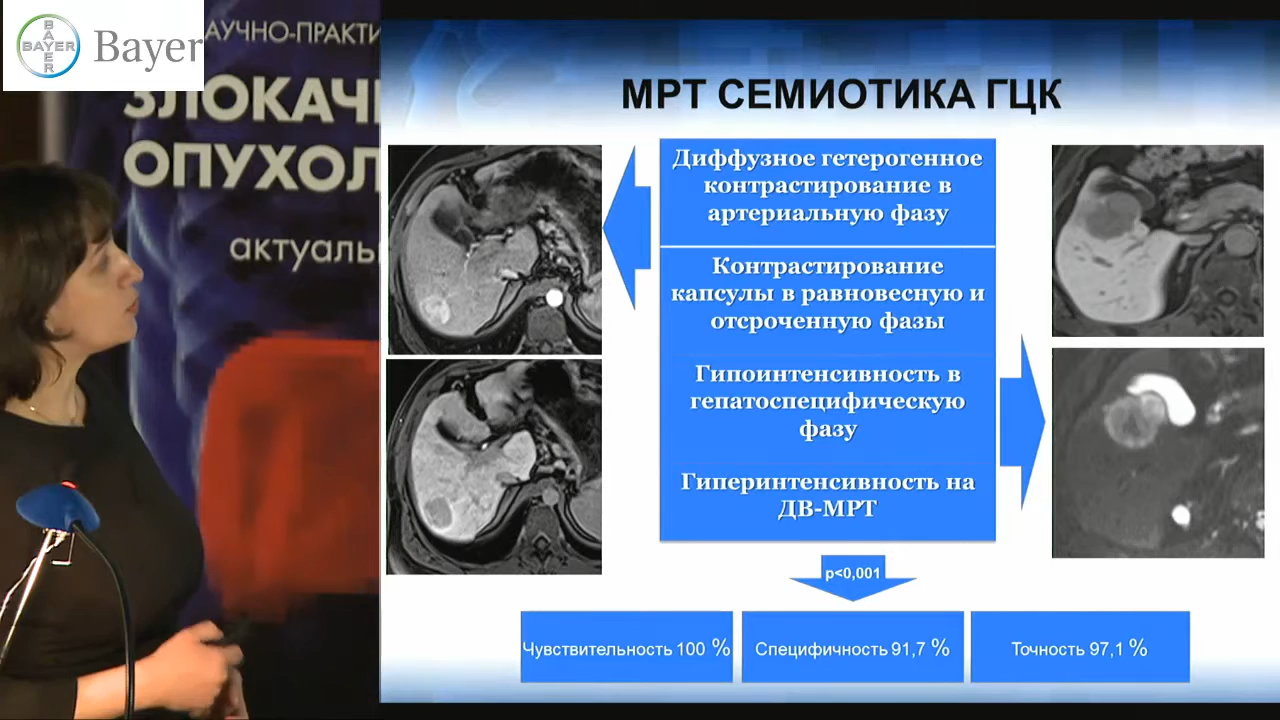 BAYER
BAYER
Bayer
АУЧНО-ПРАКТИ
ЗЛОКАЧ
ОПУХОЛ
актуаль
МРТ СЕМИОТИКА ГЦК
Диффузное гетерогенное
контрастирование в
артериальную фазу
Контрастирование
капсулы в равновесную и
отсроченную фазы
Гипоинтенсивность в
гепатоспецифическую
фазу
Гиперинтенсивность на
ДВ-МРТ
p<0,001
Чувствительность 100 %
Специфичность 91,7 %
Точность 97,1 %